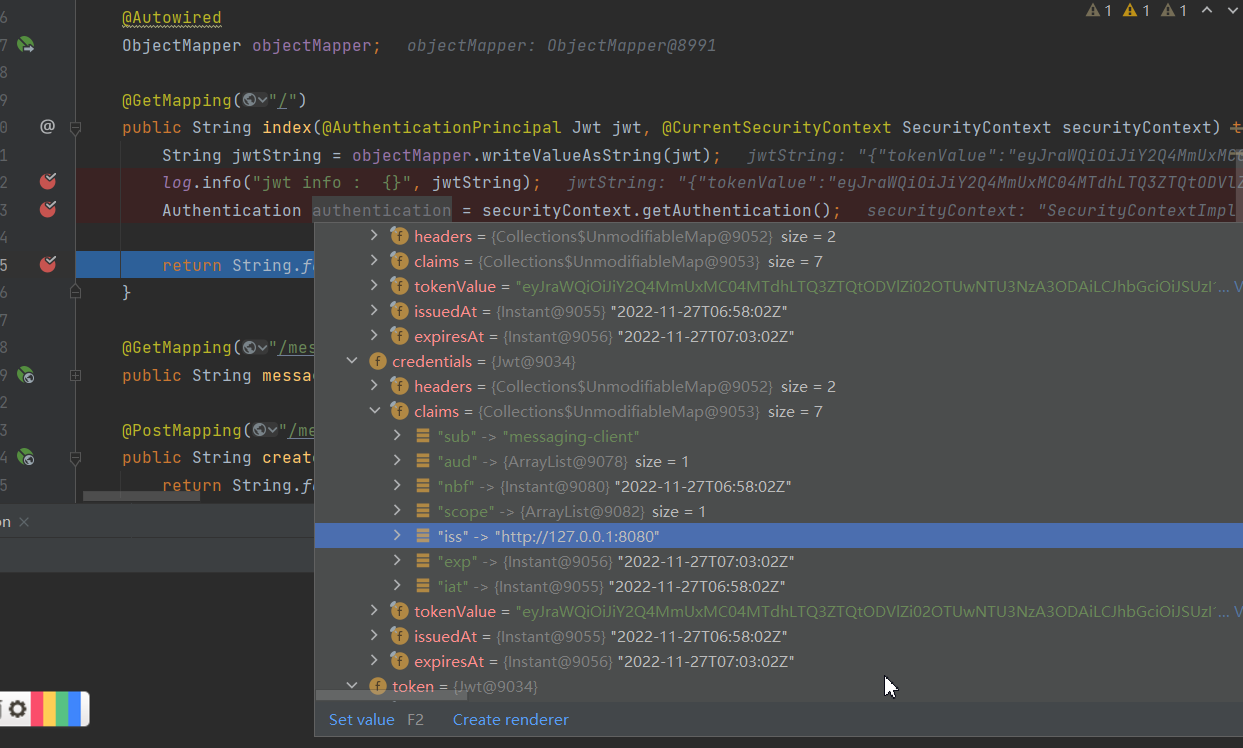 6 @Autowired 1 1 1
7 ObjectMapper objectMapper; objectMapper: ObjectMapper@8991
8
9 @GetMapping("/")
0 @ public String index(@AuthenticationPrincipal Jwt jwt, @CurrentSecurityContext SecurityContext securityContext) t
1 String jwtString = objectMapper.writeValueAsString(jwt); jwtString: "{"tokenValue":"eyJraWQiOiJiY2Q4MmUxMC0
2 log.info("jwt info : {}", jwtString); jwtString: "{"tokenValue":"eyJraWQiOiJiY2Q4MmUxMC04MTdhLTQ3ZTQtODVlZ
3 Authentication authentication = securityContext.getAuthentication(); securityContext: "SecurityContextImpl
4 headers = {Collections$UnmodifiableMap@9052} size = 2
claims = {Collections$UnmodifiableMap@9053} size = 7
5 return String.fo
6 }
tokenValue = "eyJraWQiOiJiY2Q4MmUxMC04MTdhLTQ3ZTQtODVlZi02OTUwNTU3NzA3ODAiLCJhbGciOiJSUzI1... V
7 issuedAt = {Instant@9055} "2022-11-27T06:58:02Z"
expiresAt = {Instant@9056} "2022-11-27T07:03:02Z"
8 @GetMapping("/mes
credentials = {Jwt@9034}
9 public String messa
headers = {Collections$UnmodifiableMap@9052} size = 2
2 claims = {Collections$UnmodifiableMap@9053} size = 7
3 @PostMapping("/me
"sub" -> "messaging-client"
4 public String creat
"aud" -> {ArrayList@9078} size = 1
5 return String.fo
"nbf" -> {Instant@9080} "2022-11-27T06:58:02Z"
"scope" -> {ArrayList@9082} size = 1
on
"iss" -> "http://127.0.0.1:8080"
"exp" -> {Instant@9056} "2022-11-27T07:03:02Z"
"iat" -> {Instant@9055} "2022-11-27T06:58:02Z"
tokenValue = "eyJraWQiOiJiY2Q4MmUxMC04MTdhLTQ3ZTQtODVlZi02OTUwNTU3NzA3ODAiLCJhbGciOiJSUzI1... V
issuedAt = {Instant@9055} "2022-11-27T06:58:02Z"
expiresAt = {Instant@9056} "2022-11-27T07:03:02Z"
token = {Jwt@9034}
Set value F2 Create renderer